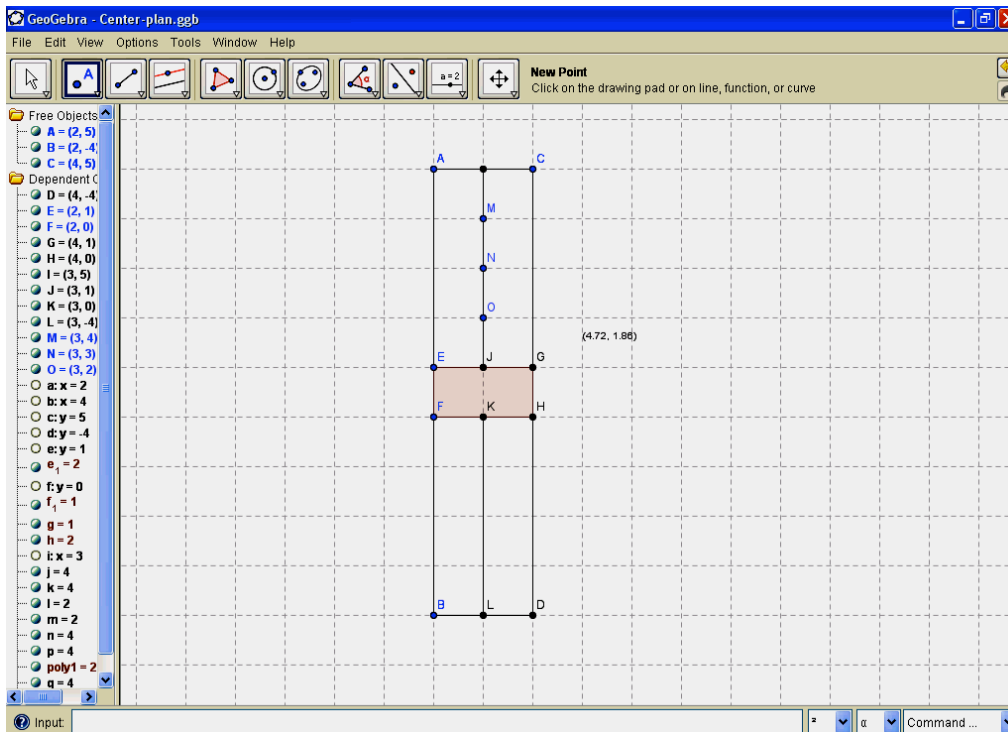 GeoGebra - Center-plan.ggb
File Edit View Options Tools Window Help
A
α
a=2
New Point
Click on the drawing pad or on line, function, or curve
Free Objects
A = (2, 5)
B = (2, -4
C = (4, 5)
Dependent
D = (4, -4
E = (2, 1)
F = (2, 0)
G = (4, 1)
H = (4, 0)
I = (3, 5)
J = (3, 1)
K = (3, 0)
L = (3, -4)
M = (3, 4)
N = (3, 3)
O = (3, 2)
a: x = 2
b: x = 4
c: y = 5
d: y = -4
e: y = 1
e₁ = 2
f: y = 0
f₁ = 1
g = 1
h = 2
i: x = 3
j = 4
k = 4
l = 2
m = 2
n = 4
p = 4
poly1 = 2
q = 4
A C
M
N
O
(4.72, 1.86)
E J G
F K H
B L D
Input:
² α Command ...